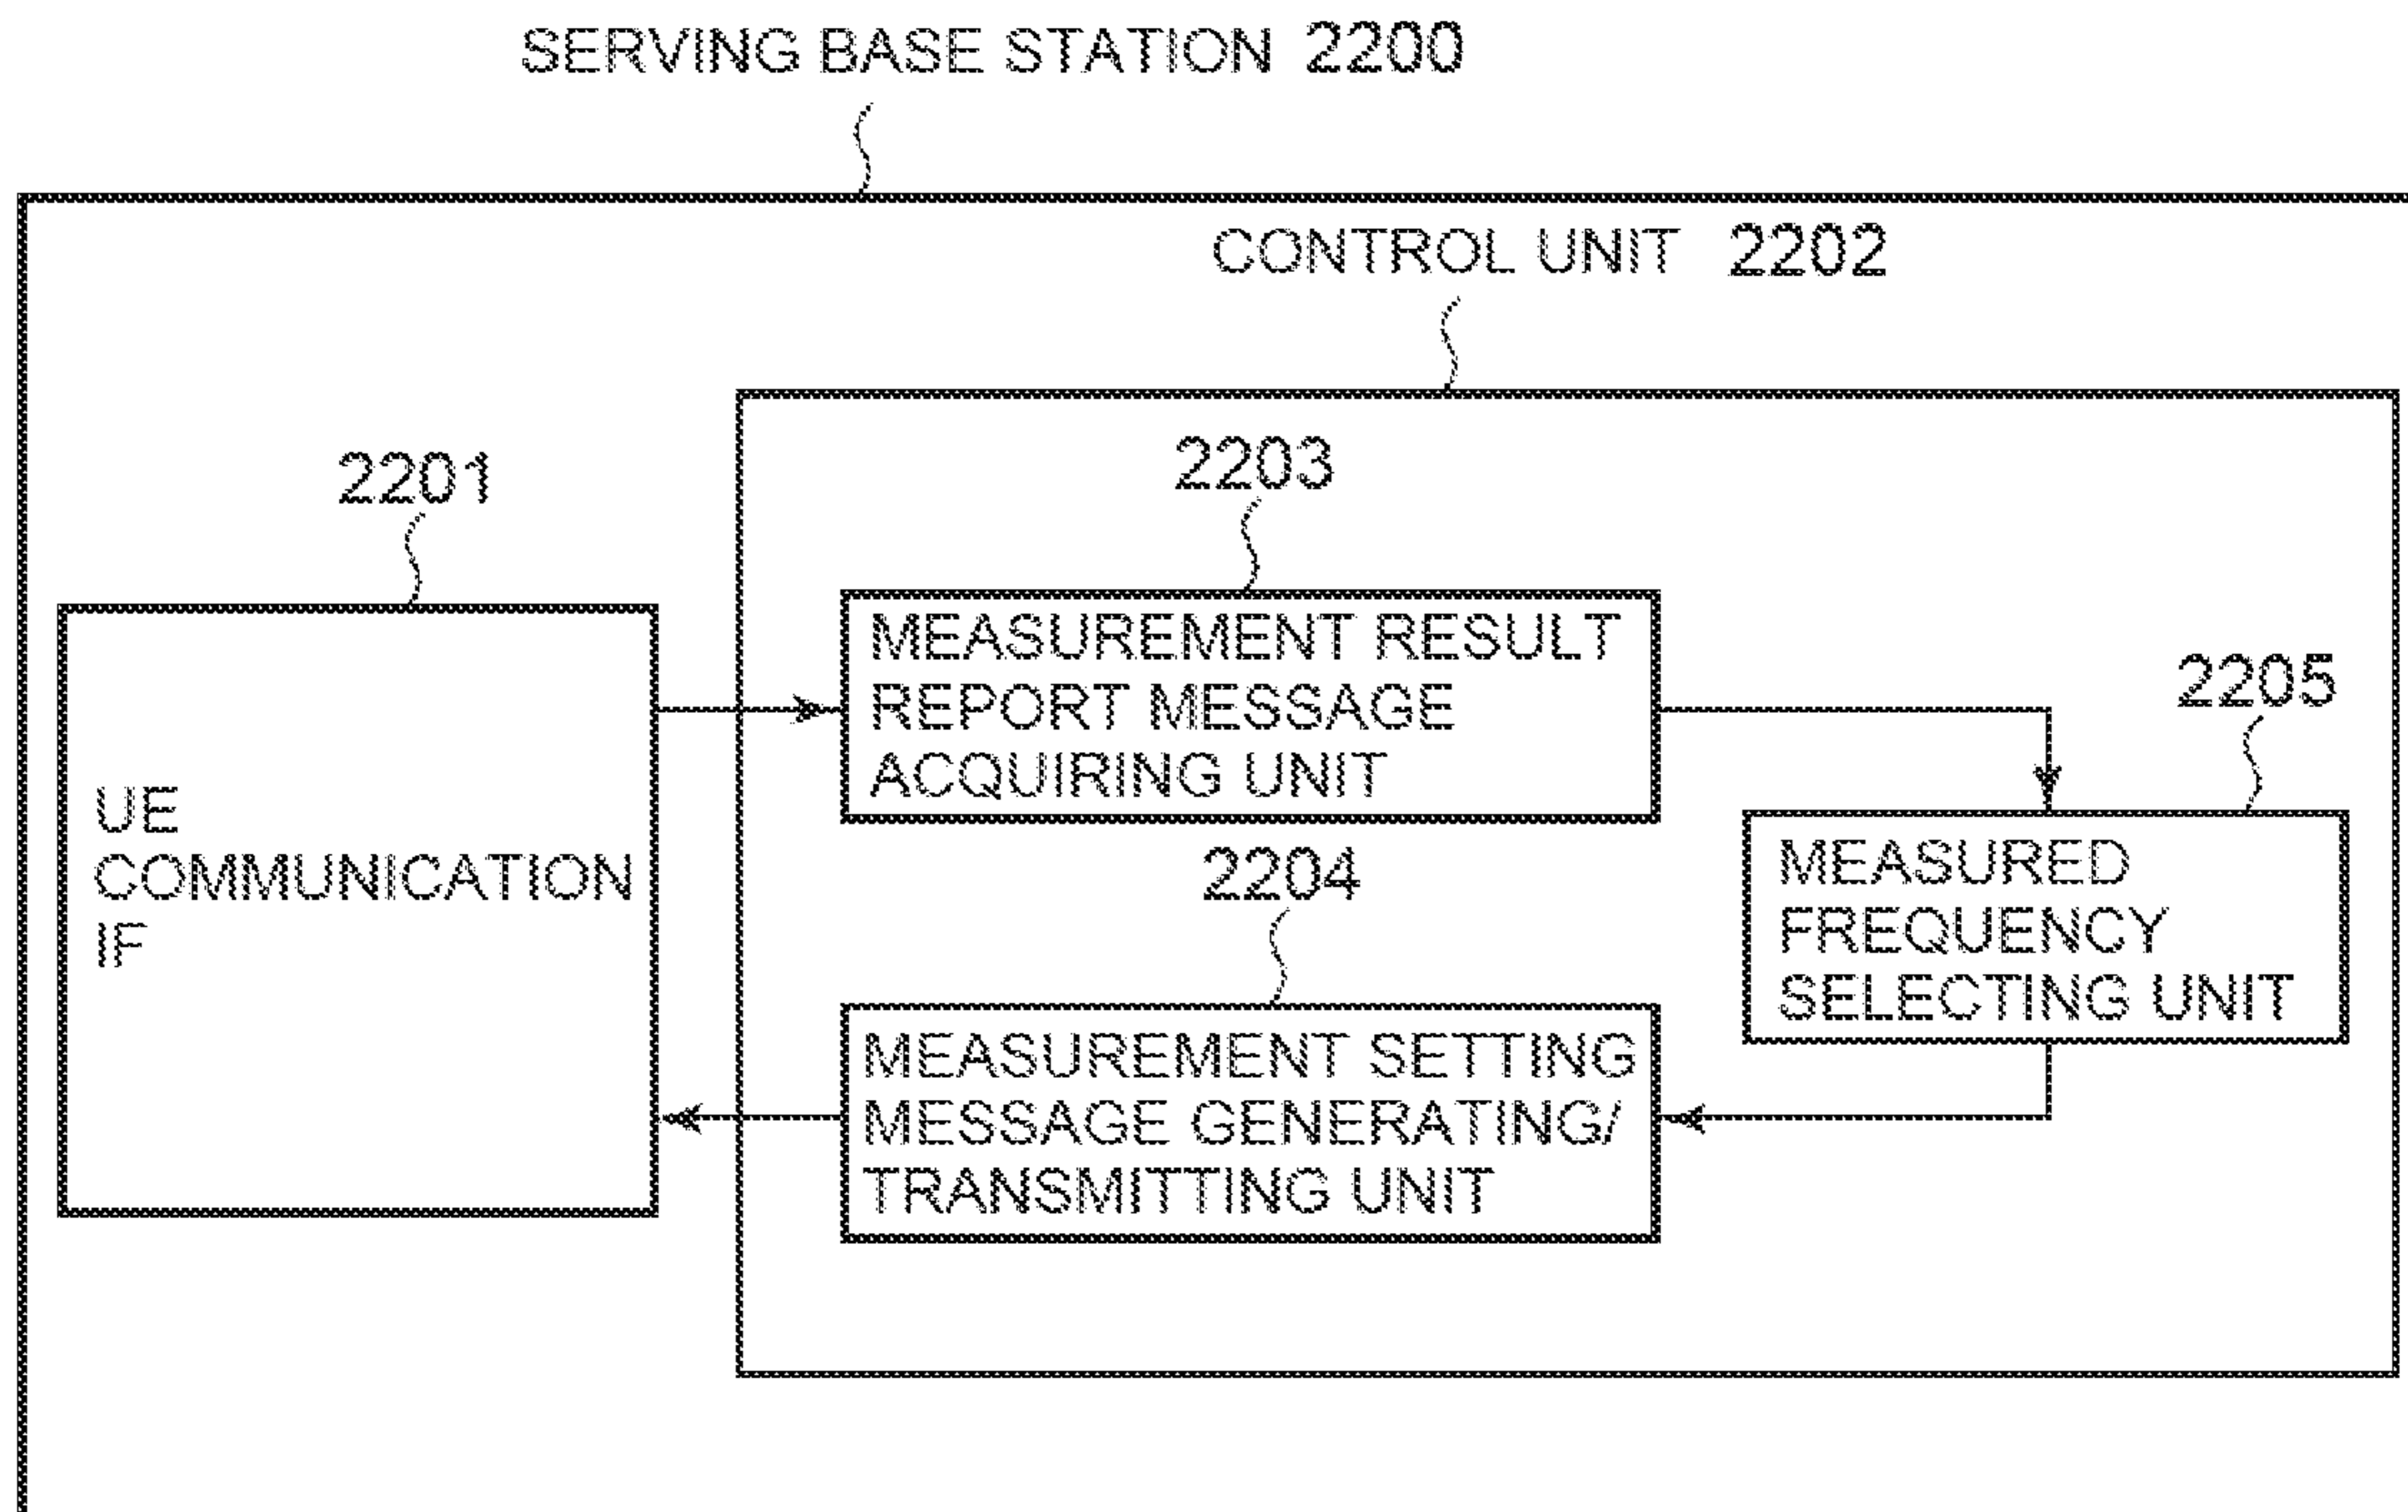 SERVING BASE STATION 2200
CONTROL UNIT 2202
2201
2203
MEASUREMENT RESULT
REPORT MESSAGE
ACQUIRING UNIT
2205
UE
COMMUNICATION
IF
2204
MEASURED
FREQUENCY
SELECTING UNIT
MEASUREMENT SETTING
MESSAGE GENERATING/
TRANSMITTING UNIT